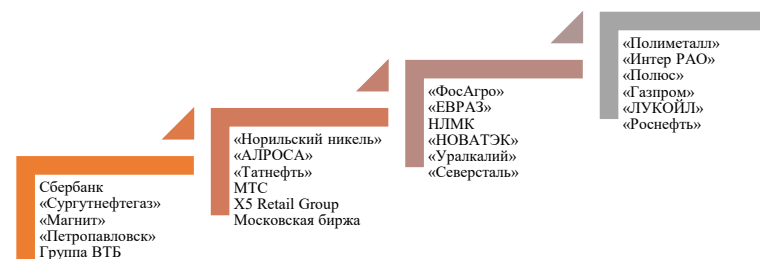 Сбербанк
«Сургутнефтегаз»
«Магнит»
«Петропавловск»
Группа ВТБ
«Норильский никель»
«АЛРОСА»
«Татнефть»
МТС
X5 Retail Group
Московская биржа
«ФосАгро»
«ЕВРАЗ»
НЛМК
«НОВАТЭК»
«Уралкалий»
«Северсталь»
«Полиметалл»
«Интер РАО»
«Полюс»
«Газпром»
«ЛУКОЙЛ»
«Роснефть»